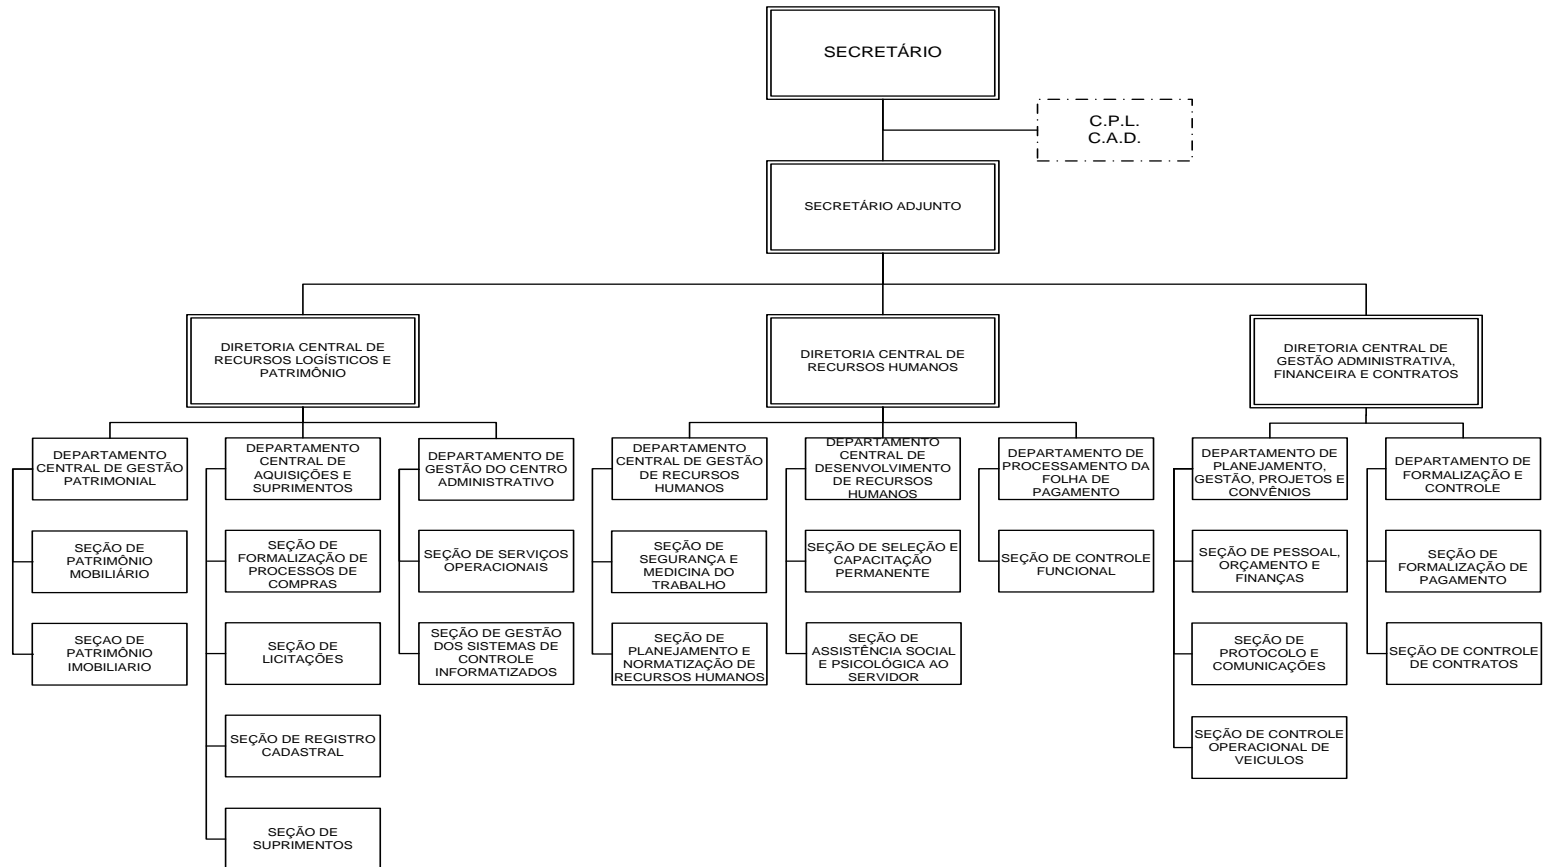 SECRETÁRIO
C.P.L.
C.A.D.
SECRETÁRIO ADJUNTO
DIRETORIA CENTRAL DE
RECURSOS LOGÍSTICOS E
PATRIMÔNIO
DIRETORIA CENTRAL DE
RECURSOS HUMANOS
DIRETORIA CENTRAL DE
GESTÃO ADMINISTRATIVA,
FINANCEIRA E CONTRATOS
DEPARTAMENTO
CENTRAL DE GESTÃO
PATRIMONIAL
DEPARTAMENTO
CENTRAL DE
AQUISIÇÕES E
SUPRIMENTOS
DEPARTAMENTO DE
GESTÃO DO CENTRO
ADMINISTRATIVO
DEPARTAMENTO
CENTRAL DE GESTÃO
DE RECURSOS
HUMANOS
DEPARTAMENTO
CENTRAL DE
DESENVOLVIMENTO
DE RECURSOS
HUMANOS
DEPARTAMENTO DE
PROCESSAMENTO DA
FOLHA DE
PAGAMENTO
DEPARTAMENTO DE
PLANEJAMENTO,
GESTÃO, PROJETOS E
CONVÊNIOS
DEPARTAMENTO DE
FORMALIZAÇÃO E
CONTROLE
SEÇÃO DE
PATRIMÔNIO
MOBILIÁRIO
SEÇÃO DE
FORMALIZAÇÃO DE
PROCESSOS DE
COMPRAS
SEÇÃO DE SERVIÇOS
OPERACIONAIS
SEÇÃO DE
SEGURANÇA E
MEDICINA DO
TRABALHO
SEÇÃO DE SELEÇÃO E
CAPACITAÇÃO
PERMANENTE
SEÇÃO DE CONTROLE
FUNCIONAL
SEÇÃO DE PESSOAL,
ORÇAMENTO E
FINANÇAS
SEÇÃO DE
FORMALIZAÇÃO DE
PAGAMENTO
SEÇAO DE
PATRIMÔNIO
IMOBILIARIO
SEÇÃO DE
LICITAÇÕES
SEÇÃO DE GESTÃO
DOS SISTEMAS DE
CONTROLE
INFORMATIZADOS
SEÇÃO DE
PLANEJAMENTO E
NORMATIZAÇÃO DE
RECURSOS HUMANOS
SEÇÃO DE
ASSISTÊNCIA SOCIAL
E PSICOLÓGICA AO
SERVIDOR
SEÇÃO DE
PROTOCOLO E
COMUNICAÇÕES
SEÇÃO DE CONTROLE
DE CONTRATOS
SEÇÃO DE REGISTRO
CADASTRAL
SEÇÃO DE CONTROLE
OPERACIONAL DE
VEICULOS
SEÇÃO DE
SUPRIMENTOS